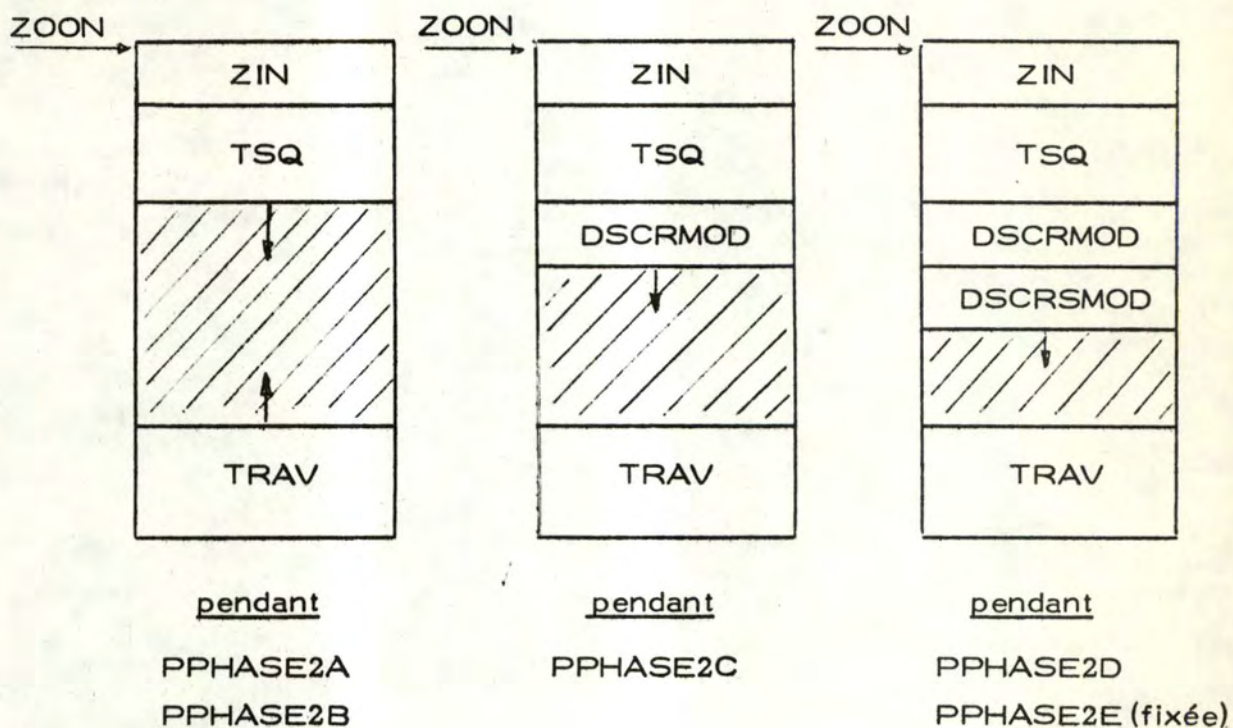 ZOON ZOON ZOON
ZIN ZIN ZIN
TSQ TSQ TSQ
DSCRMOD DSCRMOD
DSCRSMOD
TRAV TRAV TRAV
pendant pendant pendant
PPHASE2A PPHASE2C PPHASE2D
PPHASE2B PPHASE2E (fixée)